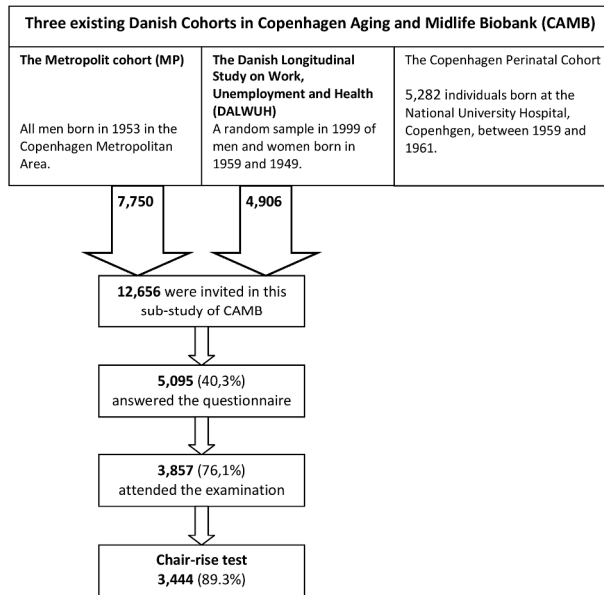 Three existing Danish Cohorts in Copenhagen Aging and Midlife Biobank (CAMB)
The Metropolit cohort (MP)
All men born in 1953 in the
Copenhagen Metropolitan
Area.
The Danish Longitudinal
Study on Work,
Unemployment and Health
(DALWUH)
A random sample in 1999 of
men and women born in
1959 and 1949.
The Copenhagen Perinatal Cohort
5,282 individuals born at the
National University Hospital,
Copenhgen, between 1959 and
1961.
7,750
4,906
12,656 were invited in this
sub-study of CAMB
5,095 (40,3%)
answered the questionnaire
3,857 (76,1%)
attended the examination
Chair-rise test
3,444 (89.3%)